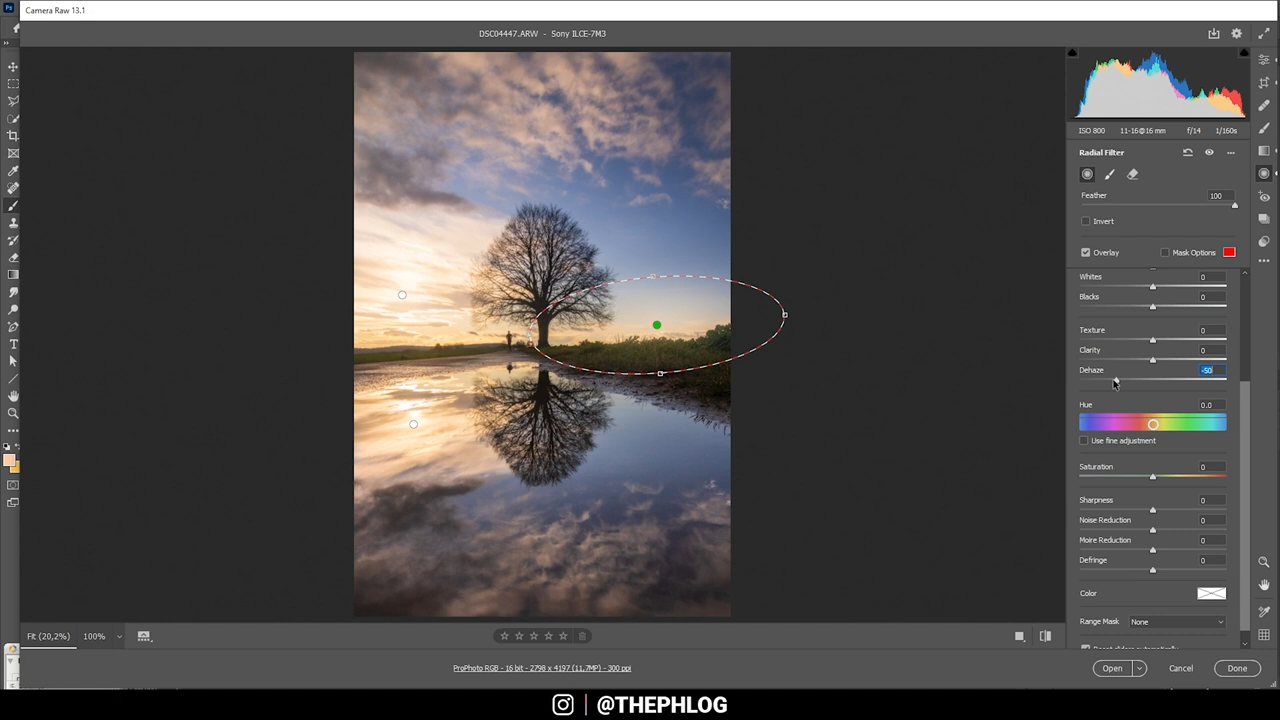 Ps
Camera Raw 13.1
DSC04447.ARW - Sony ILCE-7M3
ISO 800 11-16@16 mm f/14 1/160s
Radial Filter
Feather 100
Invert
Overlay Mask Options
Whites 0
Blacks 0
Texture 0
Clarity 0
Dehaze -50
Hue 0.0
Use fine adjustment
Saturation 0
Sharpness 0
Noise Reduction 0
Moire Reduction 0
Defringe 0
Color
Range Mask None
Reset sliders automatically
Fit (20,2%) 100%
ProPhoto RGB - 16 bit - 2798 x 4197 (11,7MP) - 300 ppi
Open Cancel Done
@THEPHLOG